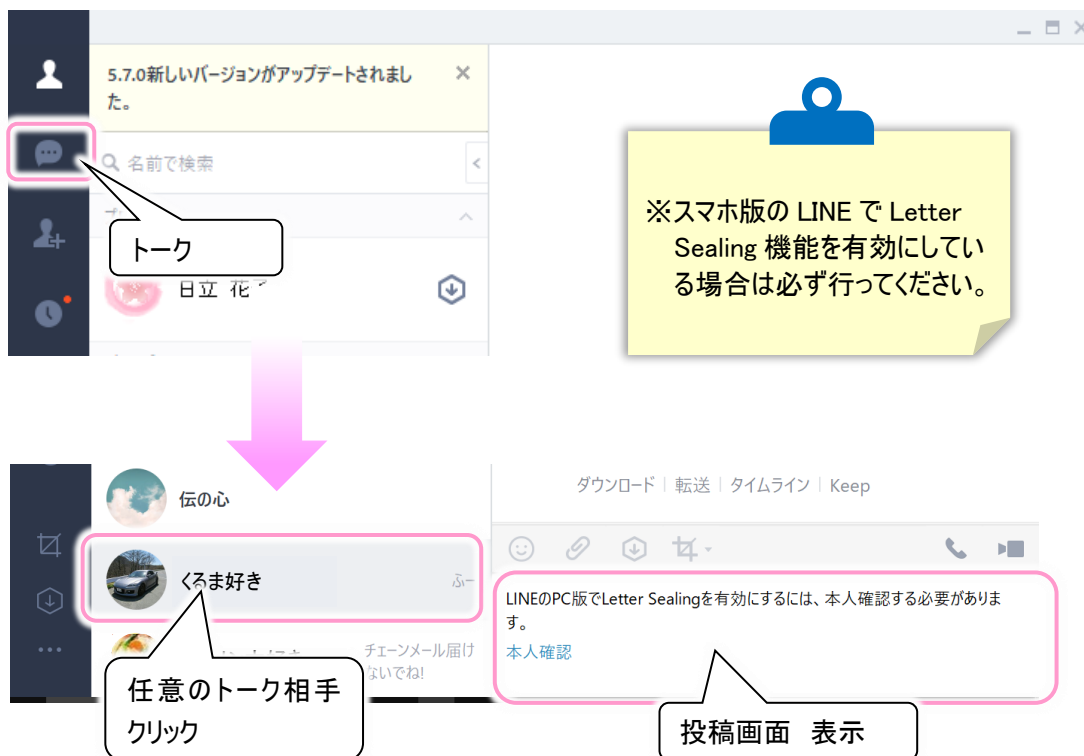 5.7.0新しいバージョンがアップデートされまし
た。
名前で検索
トーク
日立 花
※スマホ版の LINE で Letter
Sealing 機能を有効にしてい
る場合は必ず行ってください。
伝の心
ダウンロード | 転送 | タイムライン | Keep
くるま好き
ふー
LINEのPC版でLetter Sealingを有効にするには、本人確認する必要がありま
す。
本人確認
チェーンメール届け
ないでね!
任意のトーク相手
クリック
投稿画面 表示